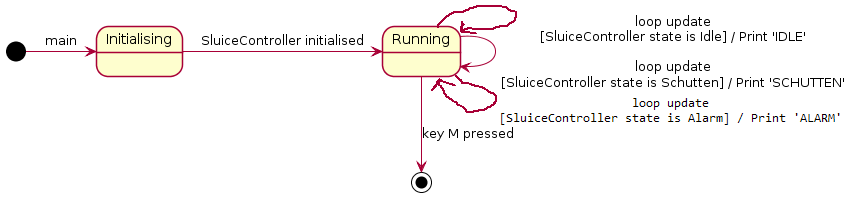 main
Initialising
SluiceController initialised
Running
loop update
[SluiceController state is Idle] / Print 'IDLE'
loop update
[SluiceController state is Schutten] / Print 'SCHUTTEN'
loop update
[SluiceController state is Alarm] / Print 'ALARM'
key M pressed